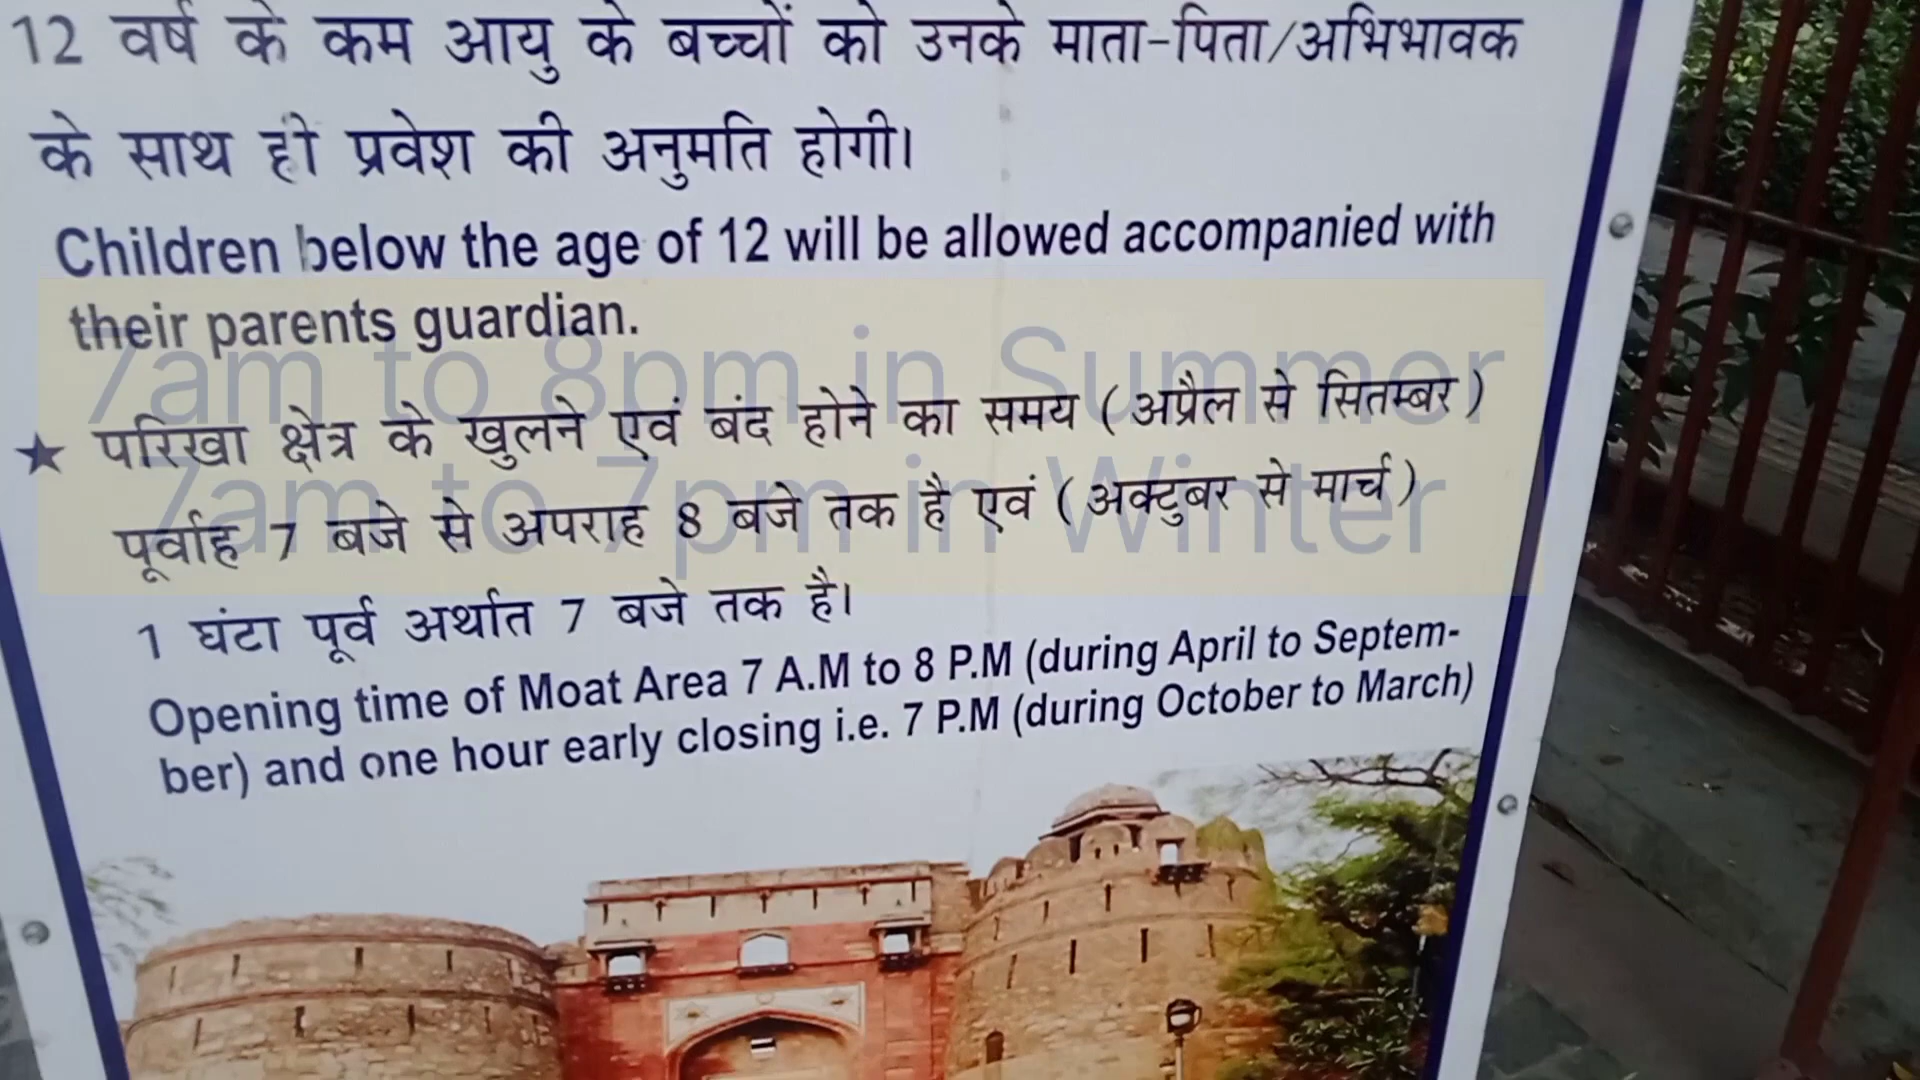 12 वर्ष के कम आयु के बच्चों को उनके माता-पिता/अभिभावक
के साथ ही प्रवेश की अनुमति होगी।
Children below the age of 12 will be allowed accompanied with
their parents guardian.
7am to 8pm in Summer
★ परिखा क्षेत्र के खुलने एवं बंद होने का समय ( अप्रैल से सितम्बर )
7am to 7pm in Winter
पूर्वाह 7 बजे से अपराह 8 बजे तक है एवं ( अक्टुबर से मार्च )
1 घंटा पूर्व अर्थात 7 बजे तक है।
Opening time of Moat Area 7 A.M to 8 P.M (during April to Septem-
ber) and one hour early closing i.e. 7 P.M (during October to March)